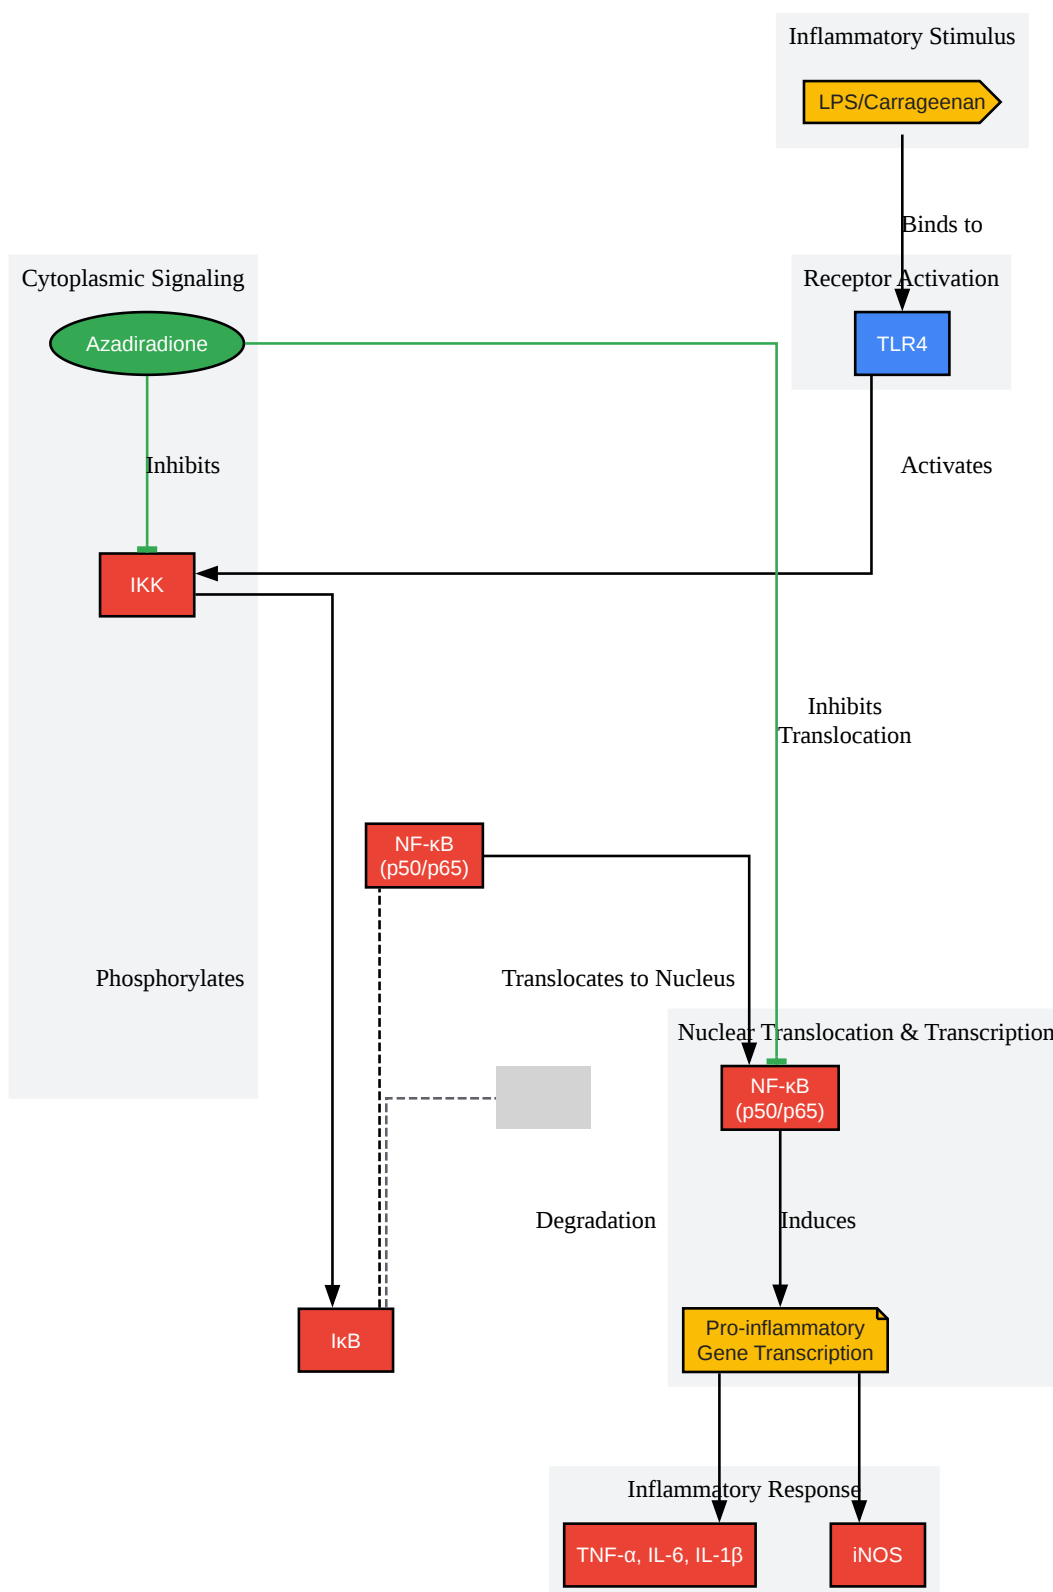 Inflammatory Stimulus
LPS/Carrageenan
Binds to
Cytoplasmic Signaling
Receptor Activation
Azadiradione
TLR4
Inhibits
Activates
IKK
Inhibits
Translocation
NF-κB
(p50/p65)
Phosphorylates
Translocates to Nucleus
Nuclear Translocation & Transcription
NF-κB
(p50/p65)
Degradation
Induces
IκB
Pro-inflammatory
Gene Transcription
Inflammatory Response
TNF-α, IL-6, IL-1β
iNOS